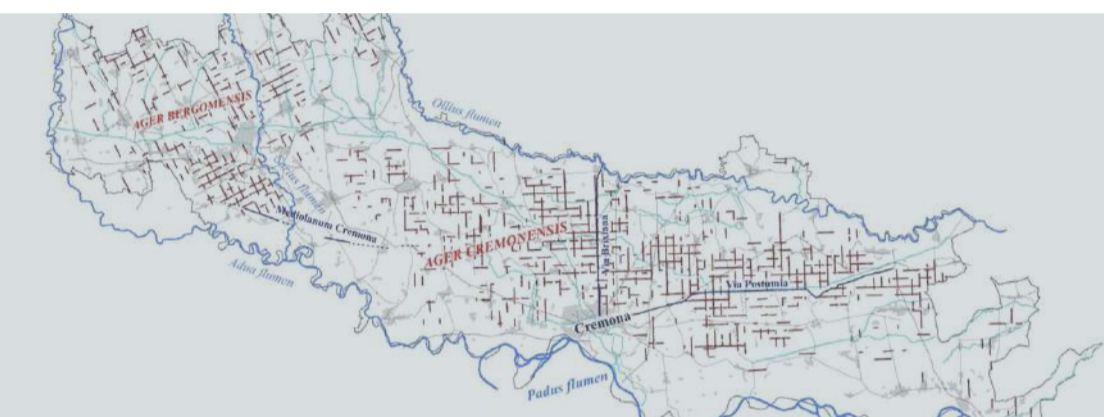 Ollius flumen
AGER BERGOMENSIS
Serius flumen
Mediolanum Cremona
AGER CREMONENSIS
Via Brixiana
Adua flumen
Via Postumia
Cremona
Padus flumen